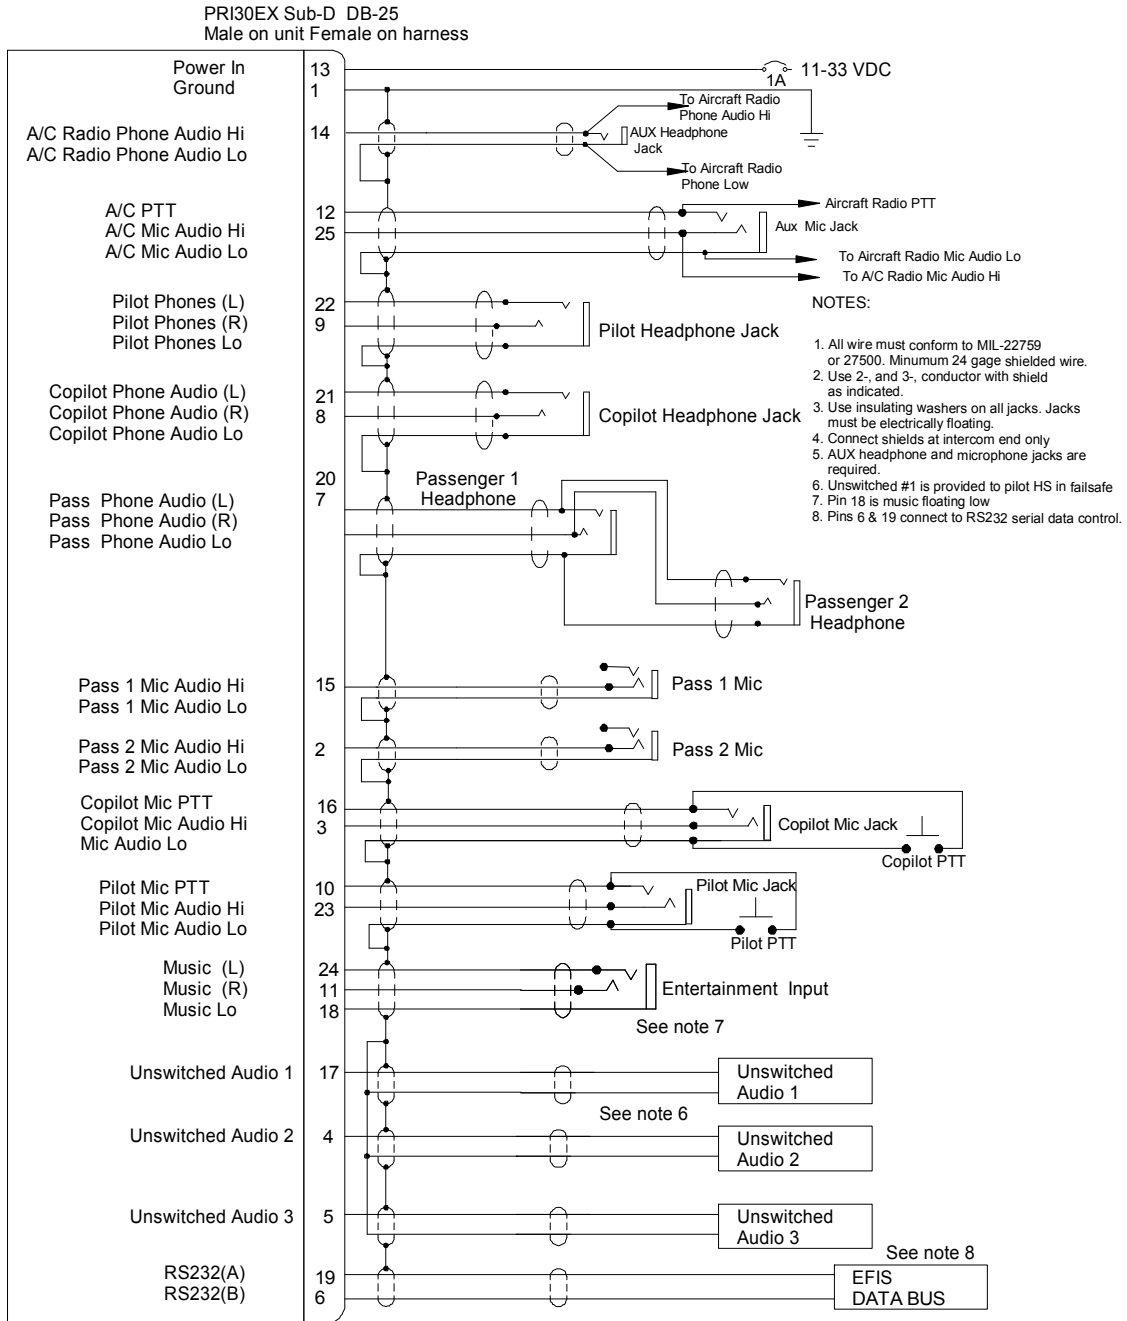 PRI30EX Sub-D DB-25
Male on unit Female on harness
Power In 13 1A 11-33 VDC
Ground 1
To Aircraft Radio
Phone Audio Hi
A/C Radio Phone Audio Hi 14 AUX Headphone
Jack
A/C Radio Phone Audio Lo
To Aircraft Radio
Phone Low
A/C PTT 12 Aircraft Radio PTT
A/C Mic Audio Hi 25 Aux Mic Jack
A/C Mic Audio Lo To Aircraft Radio Mic Audio Lo
To A/C Radio Mic Audio Hi
Pilot Phones (L) 22
Pilot Phones (R) 9 Pilot Headphone Jack
Pilot Phones Lo
NOTES:
1. All wire must conform to MIL-22759
or 27500. Minumum 24 gage shielded wire.
2. Use 2-, and 3-, conductor with shield
as indicated.
3. Use insulating washers on all jacks. Jacks
must be electrically floating.
4. Connect shields at intercom end only
5. AUX headphone and microphone jacks are
required.
6. Unswitched #1 is provided to pilot HS in failsafe
7. Pin 18 is music floating low
8. Pins 6 & 19 connect to RS232 serial data control.
Copilot Phone Audio (L) 21
Copilot Phone Audio (R) 8 Copilot Headphone Jack
Copilot Phone Audio Lo
20 Passenger 1
7 Headphone
Pass Phone Audio (L)
Pass Phone Audio (R)
Pass Phone Audio Lo
Passenger 2
Headphone
Pass 1 Mic Audio Hi 15 Pass 1 Mic
Pass 1 Mic Audio Lo
Pass 2 Mic Audio Hi 2 Pass 2 Mic
Pass 2 Mic Audio Lo
Copilot Mic PTT 16
Copilot Mic Audio Hi 3 Copilot Mic Jack
Mic Audio Lo
Copilot PTT
Pilot Mic PTT 10 Pilot Mic Jack
Pilot Mic Audio Hi 23
Pilot Mic Audio Lo
Pilot PTT
Music (L) 24
Music (R) 11 Entertainment Input
Music Lo 18
See note 7
Unswitched Audio 1 17 Unswitched
Audio 1
See note 6
Unswitched Audio 2 4 Unswitched
Audio 2
Unswitched Audio 3 5 Unswitched
Audio 3
See note 8
RS232(A) 19 EFIS
RS232(B) 6 DATA BUS